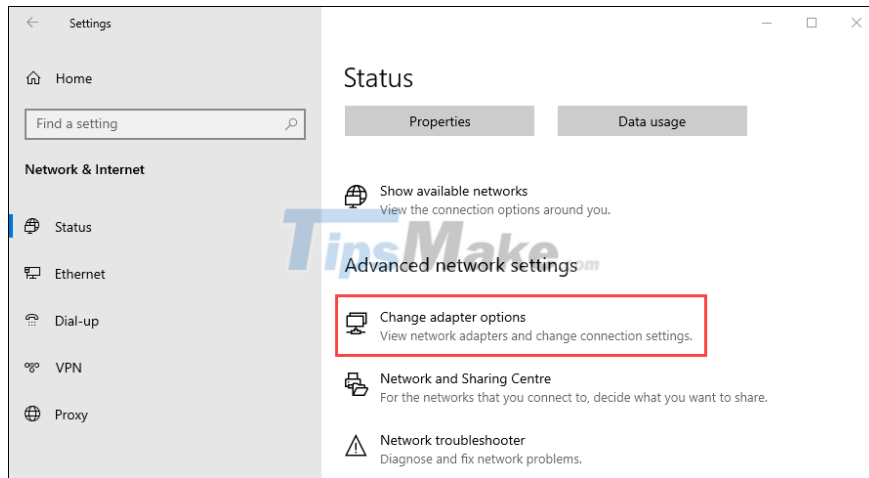 Settings
Home
Find a setting
Network & Internet
Status
Ethernet
Dial-up
VPN
Proxy
Status
Properties
Data usage
Show available networks
View the connection options around you.
TipsMake.com
Advanced network settings
Change adapter options
View network adapters and change connection settings.
Network and Sharing Centre
For the networks that you connect to, decide what you want to share.
Network troubleshooter
Diagnose and fix network problems.